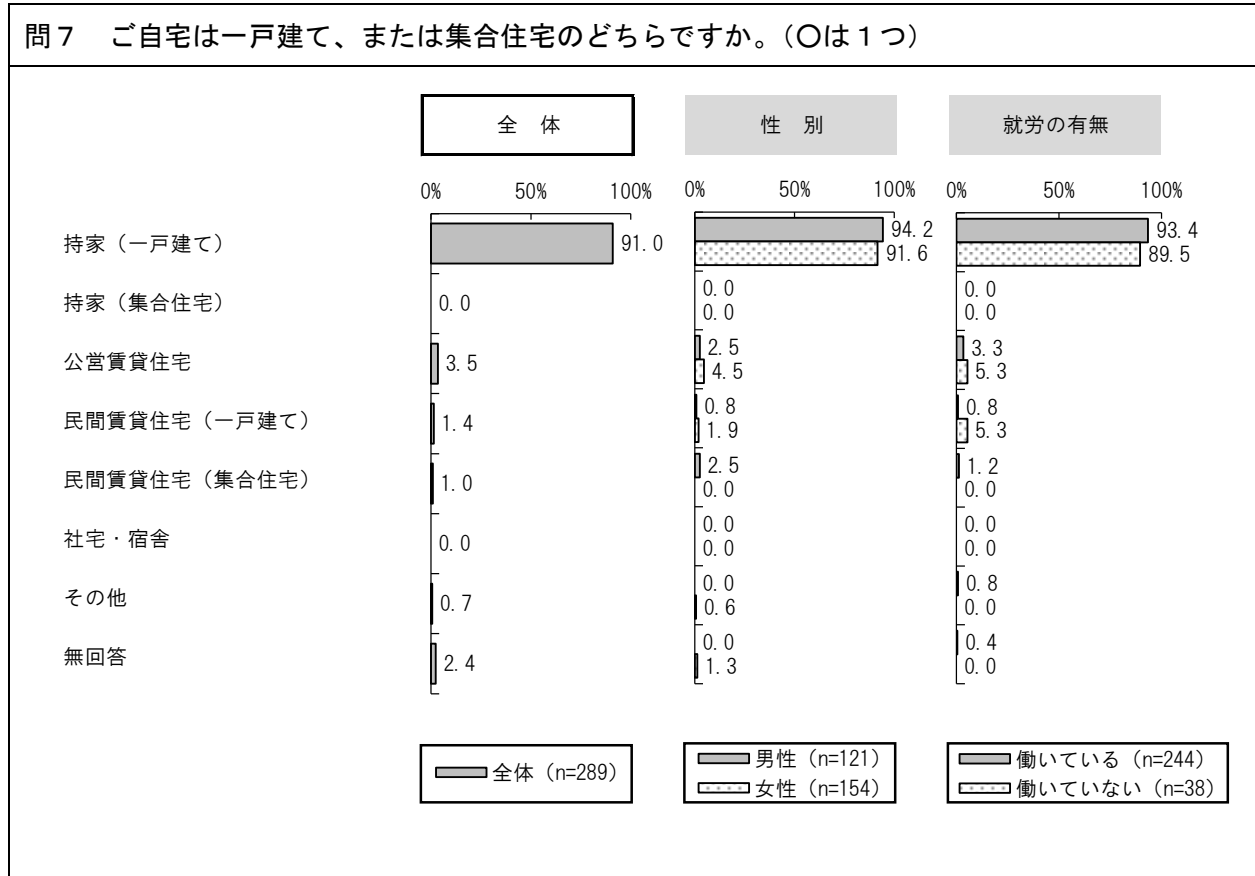 問７　ご自宅は一戸建て、または集合住宅のどちらですか。（○は１つ）
全　体
性　別
就労の有無
0% 50% 100%
0% 50% 100%
0% 50% 100%
持家（一戸建て）
91.0
94.2
91.6
93.4
89.5
持家（集合住宅）
0.0
0.0
0.0
0.0
0.0
公営賃貸住宅
3.5
2.5
4.5
3.3
5.3
民間賃貸住宅（一戸建て）
1.4
0.8
1.9
0.8
5.3
民間賃貸住宅（集合住宅）
1.0
2.5
0.0
1.2
0.0
社宅・宿舎
0.0
0.0
0.0
0.0
0.0
その他
0.7
0.0
0.6
0.8
0.0
無回答
2.4
0.0
1.3
0.4
0.0
全体（n=289）
男性（n=121）
女性（n=154）
働いている（n=244）
働いていない（n=38）